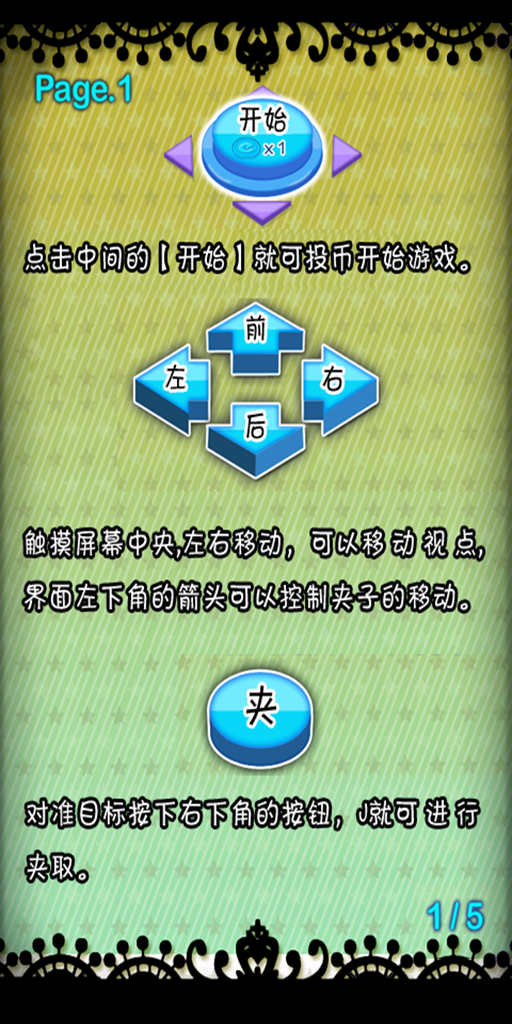 Page.1
开始
x1
点击中间的【开始】就可投币开始游戏。
前
左 右
后
触摸屏幕中央,左右移动，可以移动视点,
界面左下角的箭头可以控制夹子的移动。
夹
对准目标按下右下角的按钮，J就可进行
夹取。
1/5